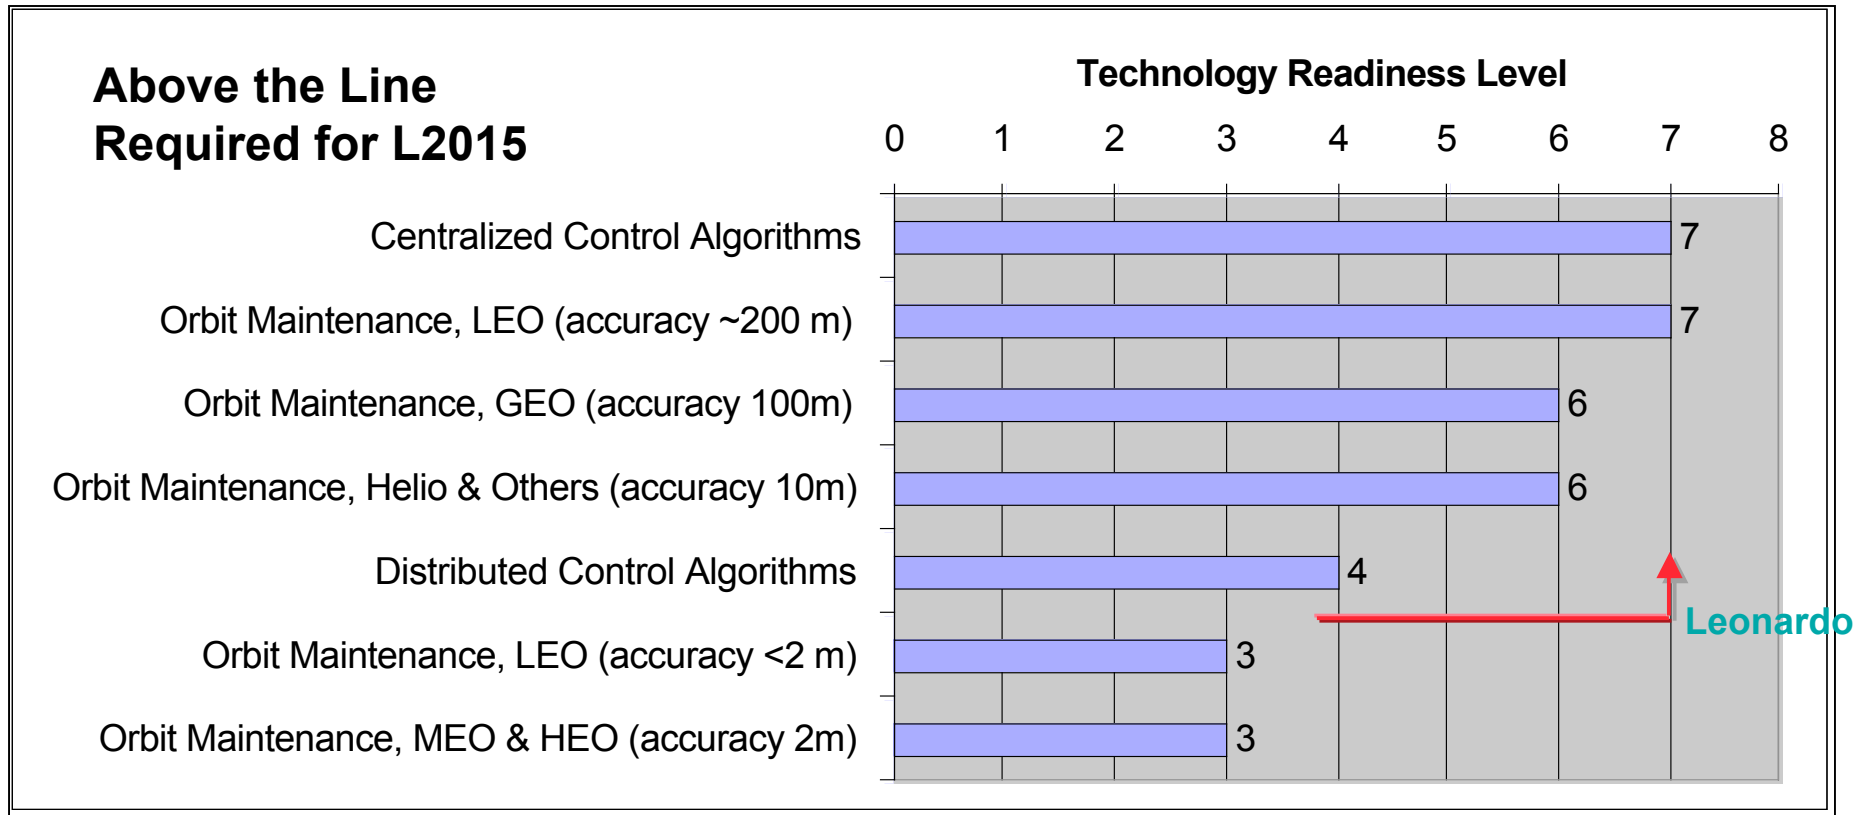 Above the Line
Required for L2015
Technology Readiness Level
0 1 2 3 4 5 6 7 8
Centralized Control Algorithms 7
Orbit Maintenance, LEO (accuracy ~200 m) 7
Orbit Maintenance, GEO (accuracy 100m) 6
Orbit Maintenance, Helio & Others (accuracy 10m) 6
Distributed Control Algorithms 4
Leonardo
Orbit Maintenance, LEO (accuracy <2 m) 3
Orbit Maintenance, MEO & HEO (accuracy 2m) 3